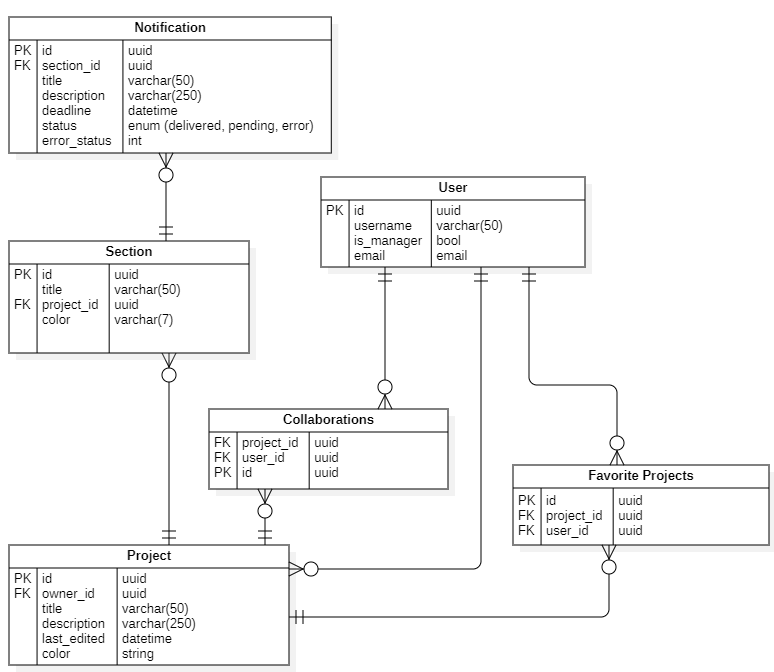 Notification
PK id uuid
FK section_id uuid
title varchar(50)
description varchar(250)
deadline datetime
status enum (delivered, pending, error)
error_status int
User
PK id uuid
username varchar(50)
is_manager bool
email email
Section
PK id uuid
title varchar(50)
FK project_id uuid
color varchar(7)
Collaborations
FK project_id uuid
FK user_id uuid
PK id uuid
Favorite Projects
PK id uuid
FK project_id uuid
FK user_id uuid
Project
PK id uuid
FK owner_id uuid
title varchar(50)
description varchar(250)
last_edited datetime
color string